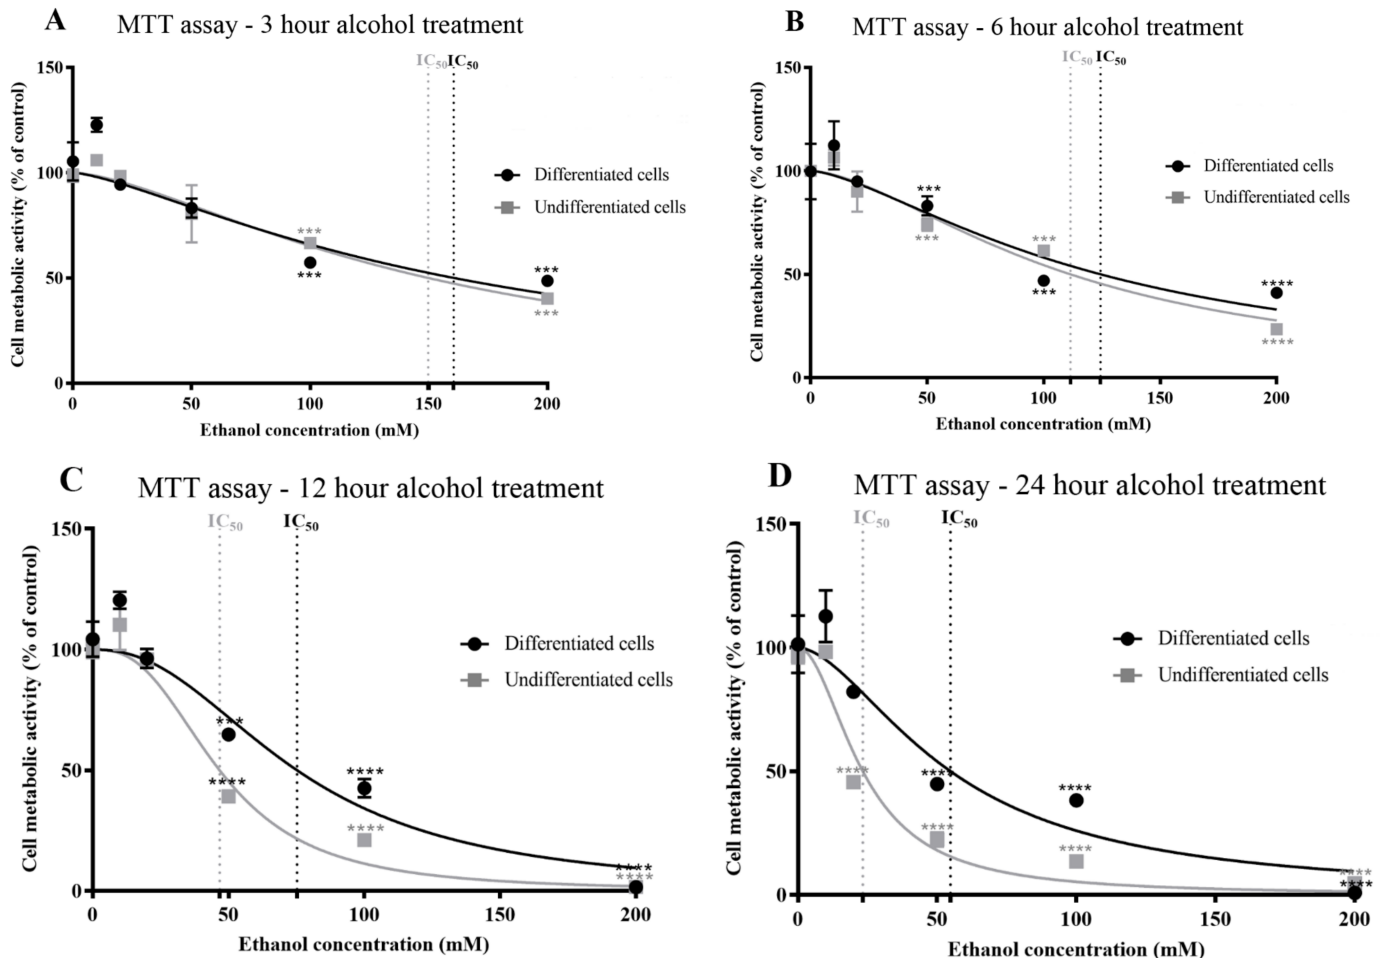 A
MTT assay - 3 hour alcohol treatment
IC50 IC50
150
100
50
0
Cell metabolic activity (% of control)
Differentiated cells
Undifferentiated cells
***
***
***
***
0 50 100 150 200
Ethanol concentration (mM)
B
MTT assay - 6 hour alcohol treatment
IC50 IC50
150
100
50
0
Cell metabolic activity (% of control)
Differentiated cells
Undifferentiated cells
***
***
***
***
****
****
0 50 100 150 200
Ethanol concentration (mM)
C
MTT assay - 12 hour alcohol treatment
IC50 IC50
150
100
50
0
Cell metabolic activity (% of control)
Differentiated cells
Undifferentiated cells
***
****
****
****
****
****
0 50 100 150 200
Ethanol concentration (mM)
D
MTT assay - 24 hour alcohol treatment
IC50 IC50
150
100
50
0
Cell metabolic activity (% of control)
Differentiated cells
Undifferentiated cells
****
****
****
****
****
****
****
0 50 100 150 200
Ethanol concentration (mM)